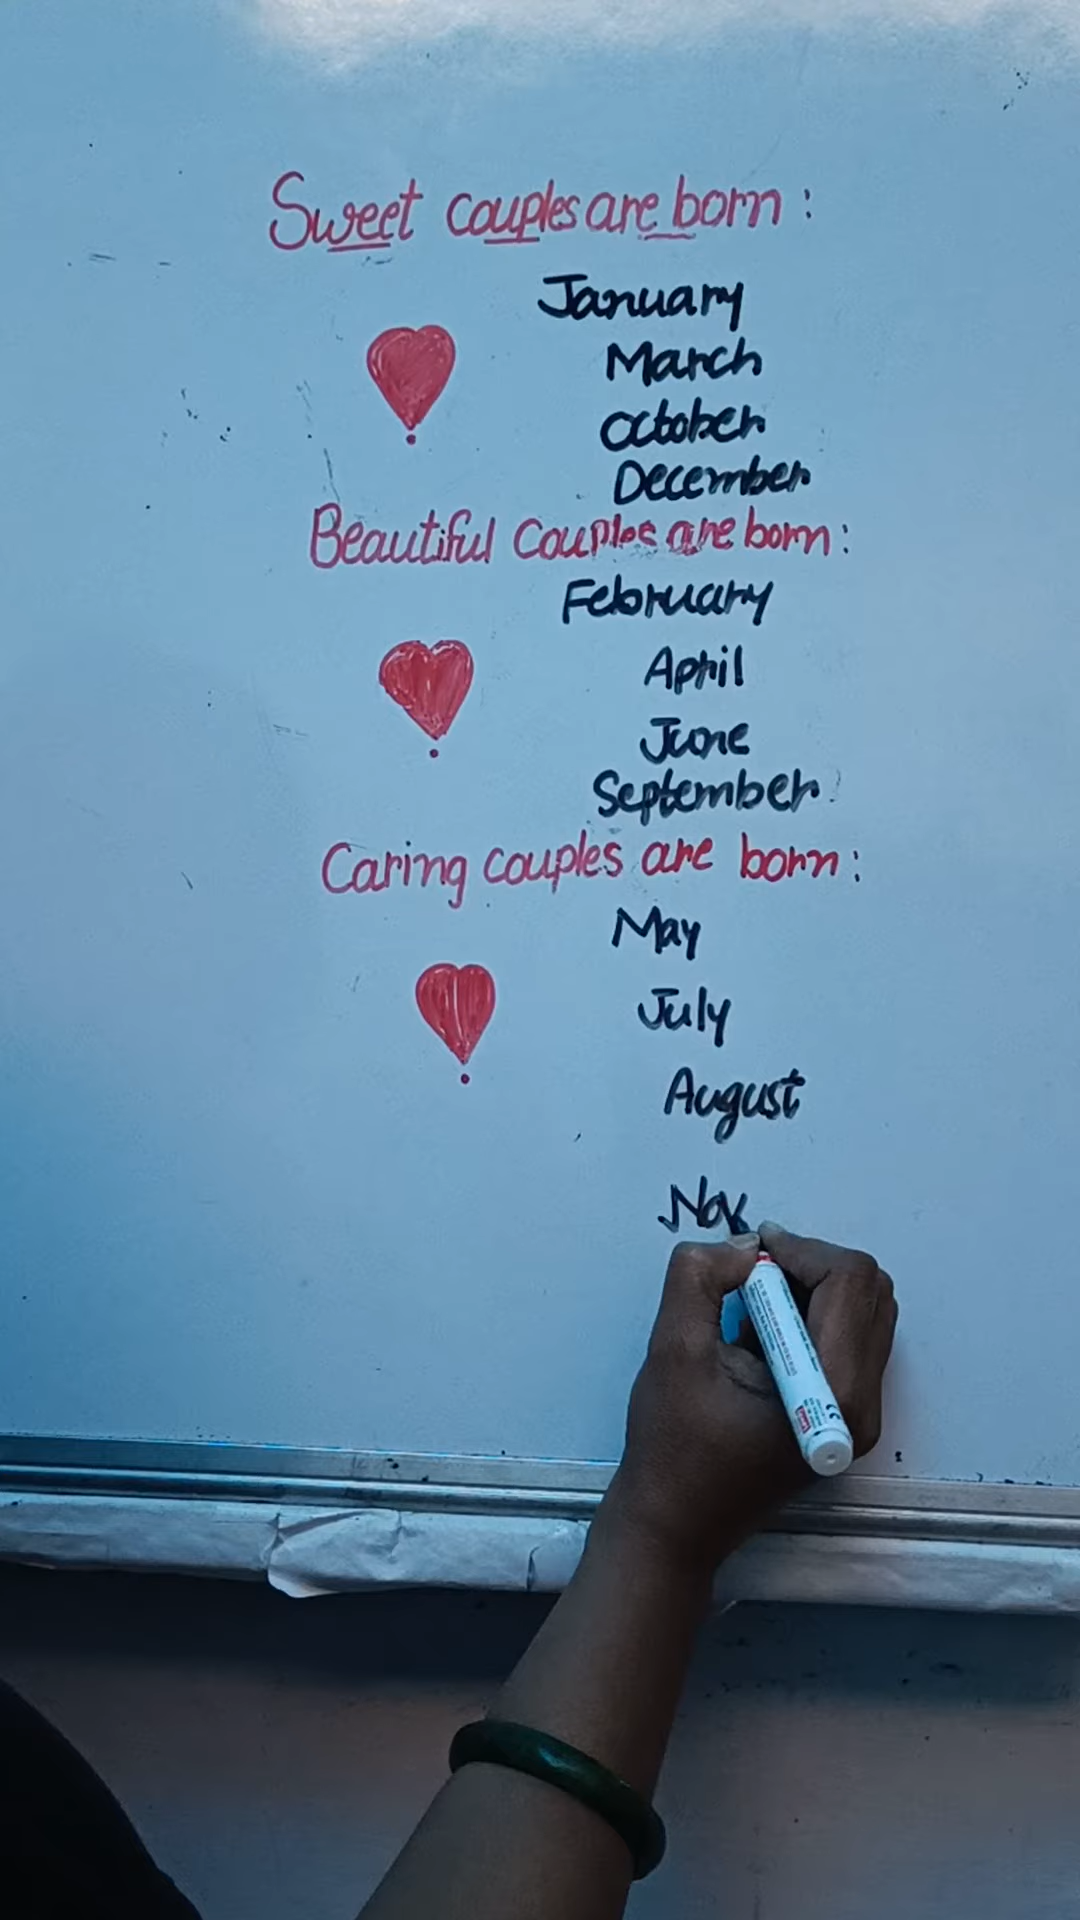 Sweet couples are born :
January
March
October
December
Beautiful couples are born :
February
April
June
September
Caring couples are born :
May
July
August
Nov